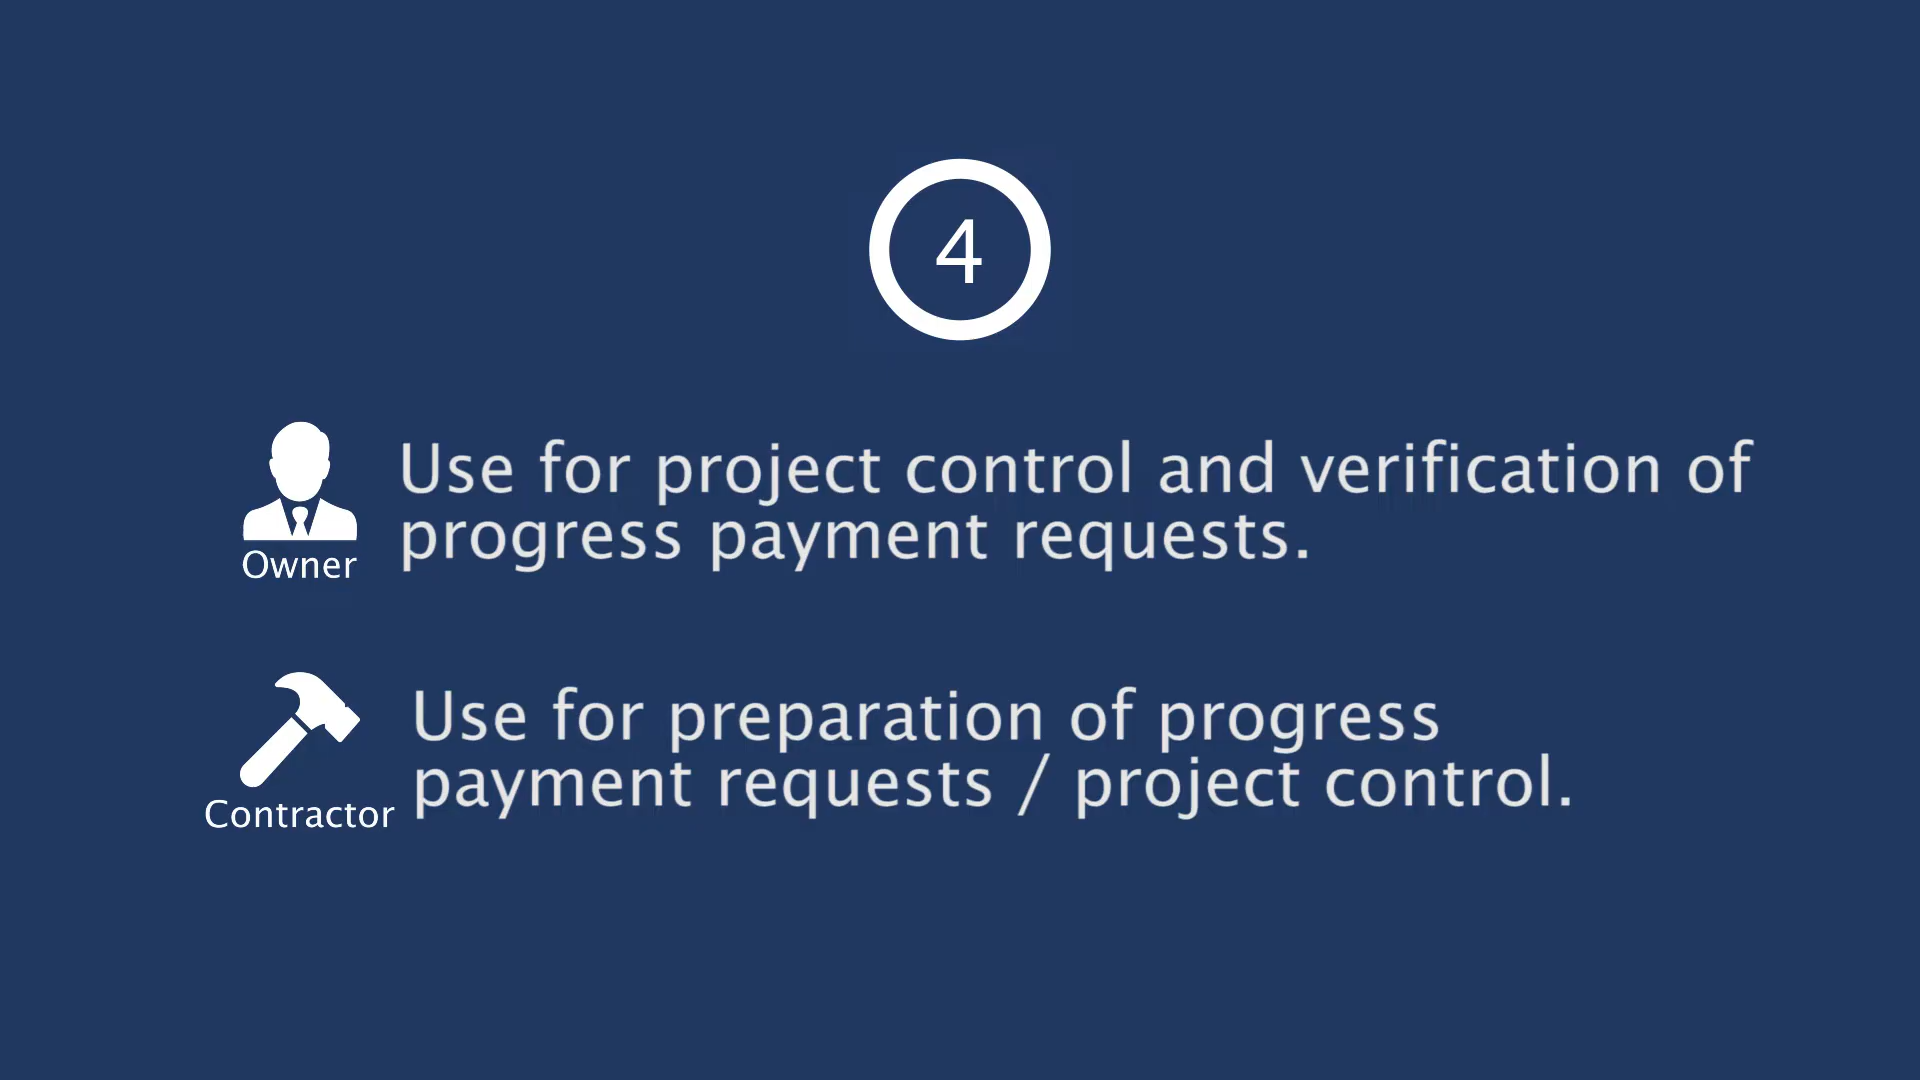 4
Use for project control and verification of
progress payment requests.
Owner
Use for preparation of progress
payment requests / project control.
Contractor